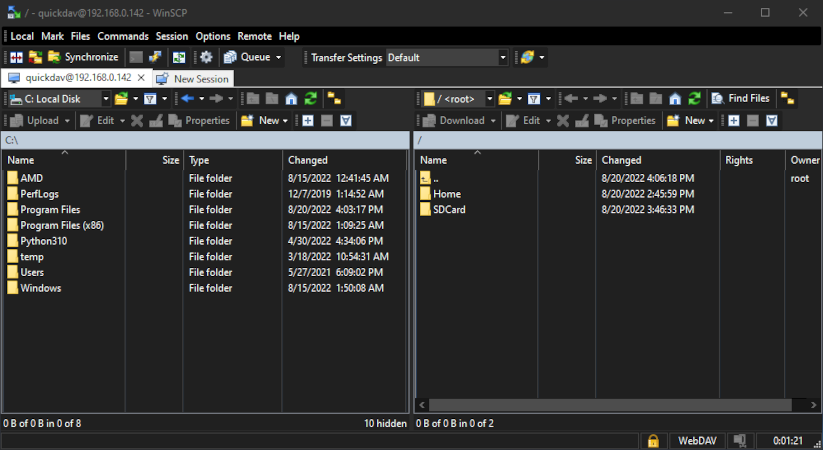 / - quickdav@192.168.0.142 - WinSCP
Local Mark Files Commands Session Options Remote Help
Synchronize Queue Transfer Settings Default
quickdav@192.168.0.142 × New Session
C: Local Disk / <root> Find Files
Upload Edit Properties New Download Edit Properties New
C:\ /
Name Size Type Changed Name Size Changed Rights Owner
AMD File folder 8/15/2022 12:41:45 AM .. 8/20/2022 4:06:18 PM root
PerfLogs File folder 12/7/2019 1:14:52 AM Home 8/20/2022 2:45:59 PM
Program Files File folder 8/20/2022 4:03:17 PM SDCard 8/20/2022 3:46:33 PM
Program Files (x86) File folder 8/15/2022 1:09:25 AM
Python310 File folder 4/30/2022 4:34:06 PM
temp File folder 3/18/2022 10:54:31 AM
Users File folder 5/27/2021 6:09:02 PM
Windows File folder 8/15/2022 1:50:08 AM
0 B of 0 B in 0 of 8 10 hidden 0 B of 0 B in 0 of 2
WebDAV 0:01:21